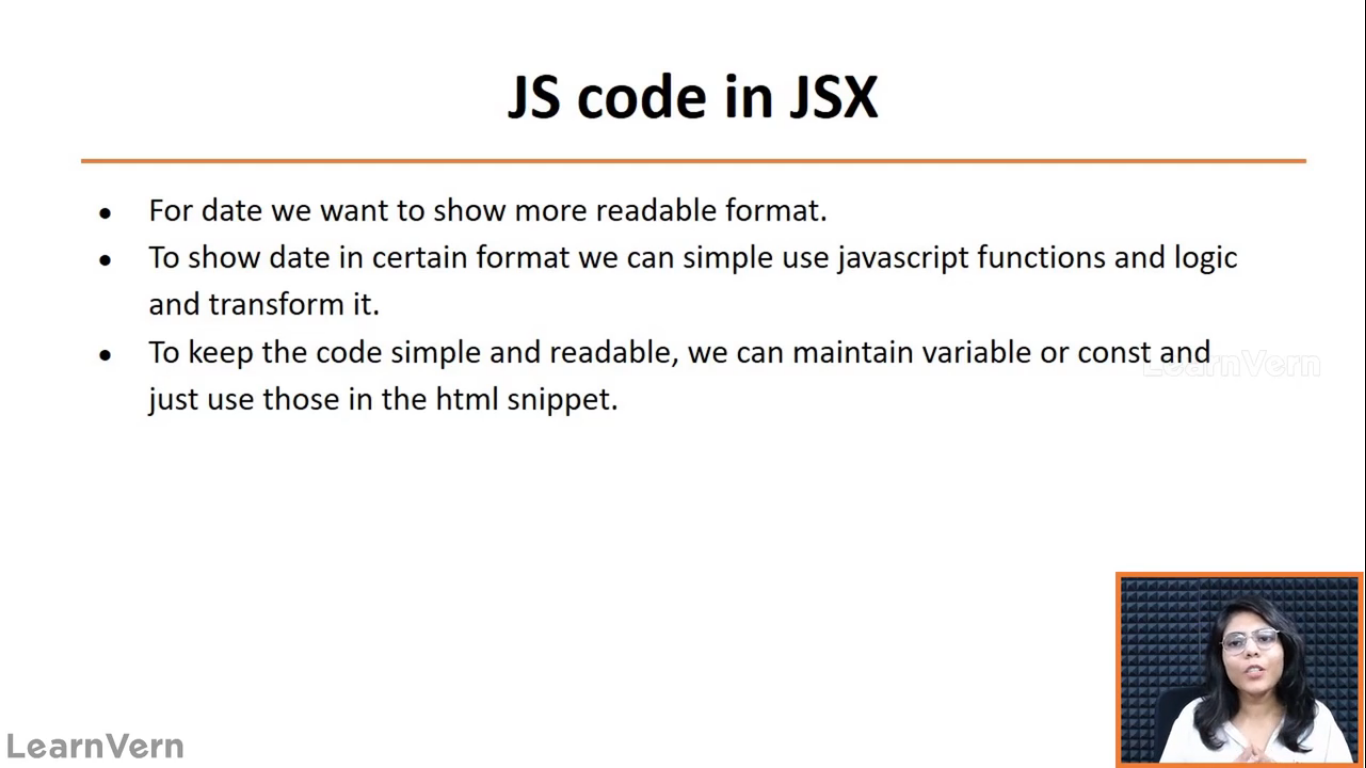 JS code in JSX
• For date we want to show more readable format.
• To show date in certain format we can simple use javascript functions and logic
and transform it.
• To keep the code simple and readable, we can maintain variable or const and
just use those in the html snippet.
LearnVern
LearnVern